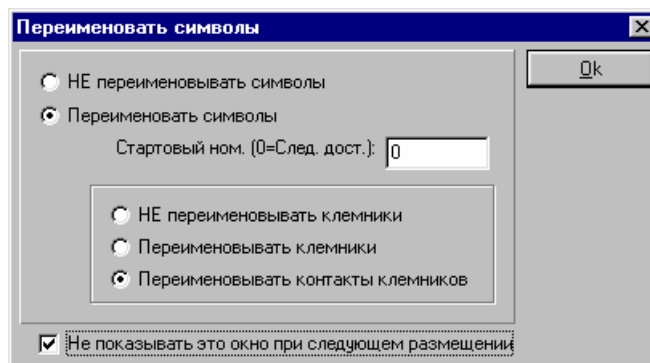 Переименовать символы
НЕ переименовывать символы
Ok
Переименовать символы
Стартовый ном. (0=След. дост.): 0
НЕ переименовывать клемники
Переименовывать клемники
Переименовывать контакты клемников
Не показывать это окно при следующем размещении